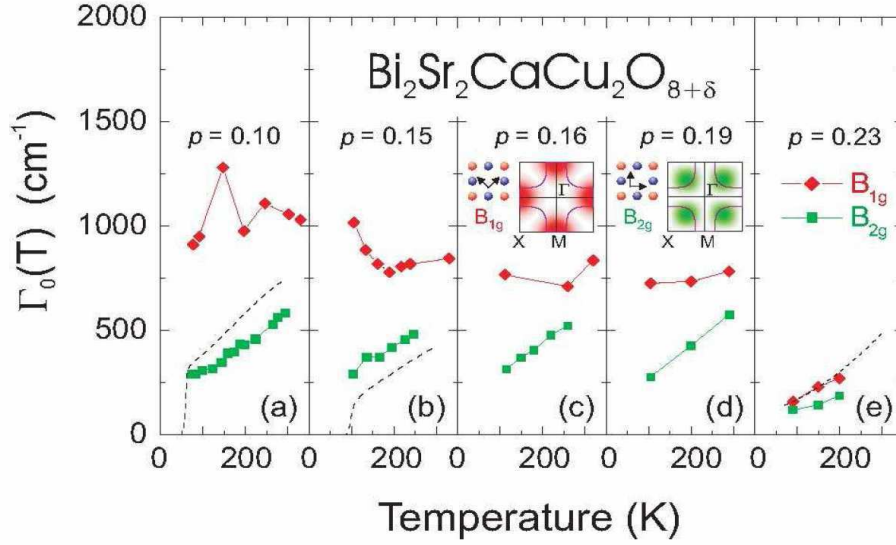 2000
1500
1000
500
0
Γ₀(T) (cm⁻¹)
Bi₂Sr₂CaCu₂O₈₊δ
p = 0.10
p = 0.15
p = 0.16
p = 0.19
p = 0.23
B₁g
Γ
X M
B₂g
Γ
X M
B₁g
B₂g
(a)
(b)
(c)
(d)
(e)
0 200 0 200 0 200 0 200 0 200
Temperature (K)